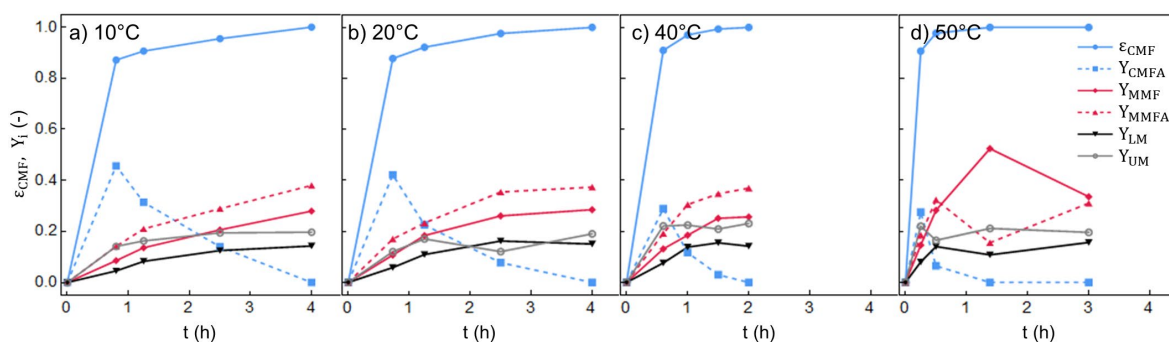 a) 10°C
b) 20°C
c) 40°C
d) 50°C
εCMF, Yi (-)
1.0
0.8
0.6
0.4
0.2
0.0
εCMF
YCMFA
YMMF
YMMFA
YLM
YUM
0 1 2 3 4
0 1 2 3 4
0 1 2 3 4
0 1 2 3 4
t (h)
t (h)
t (h)
t (h)